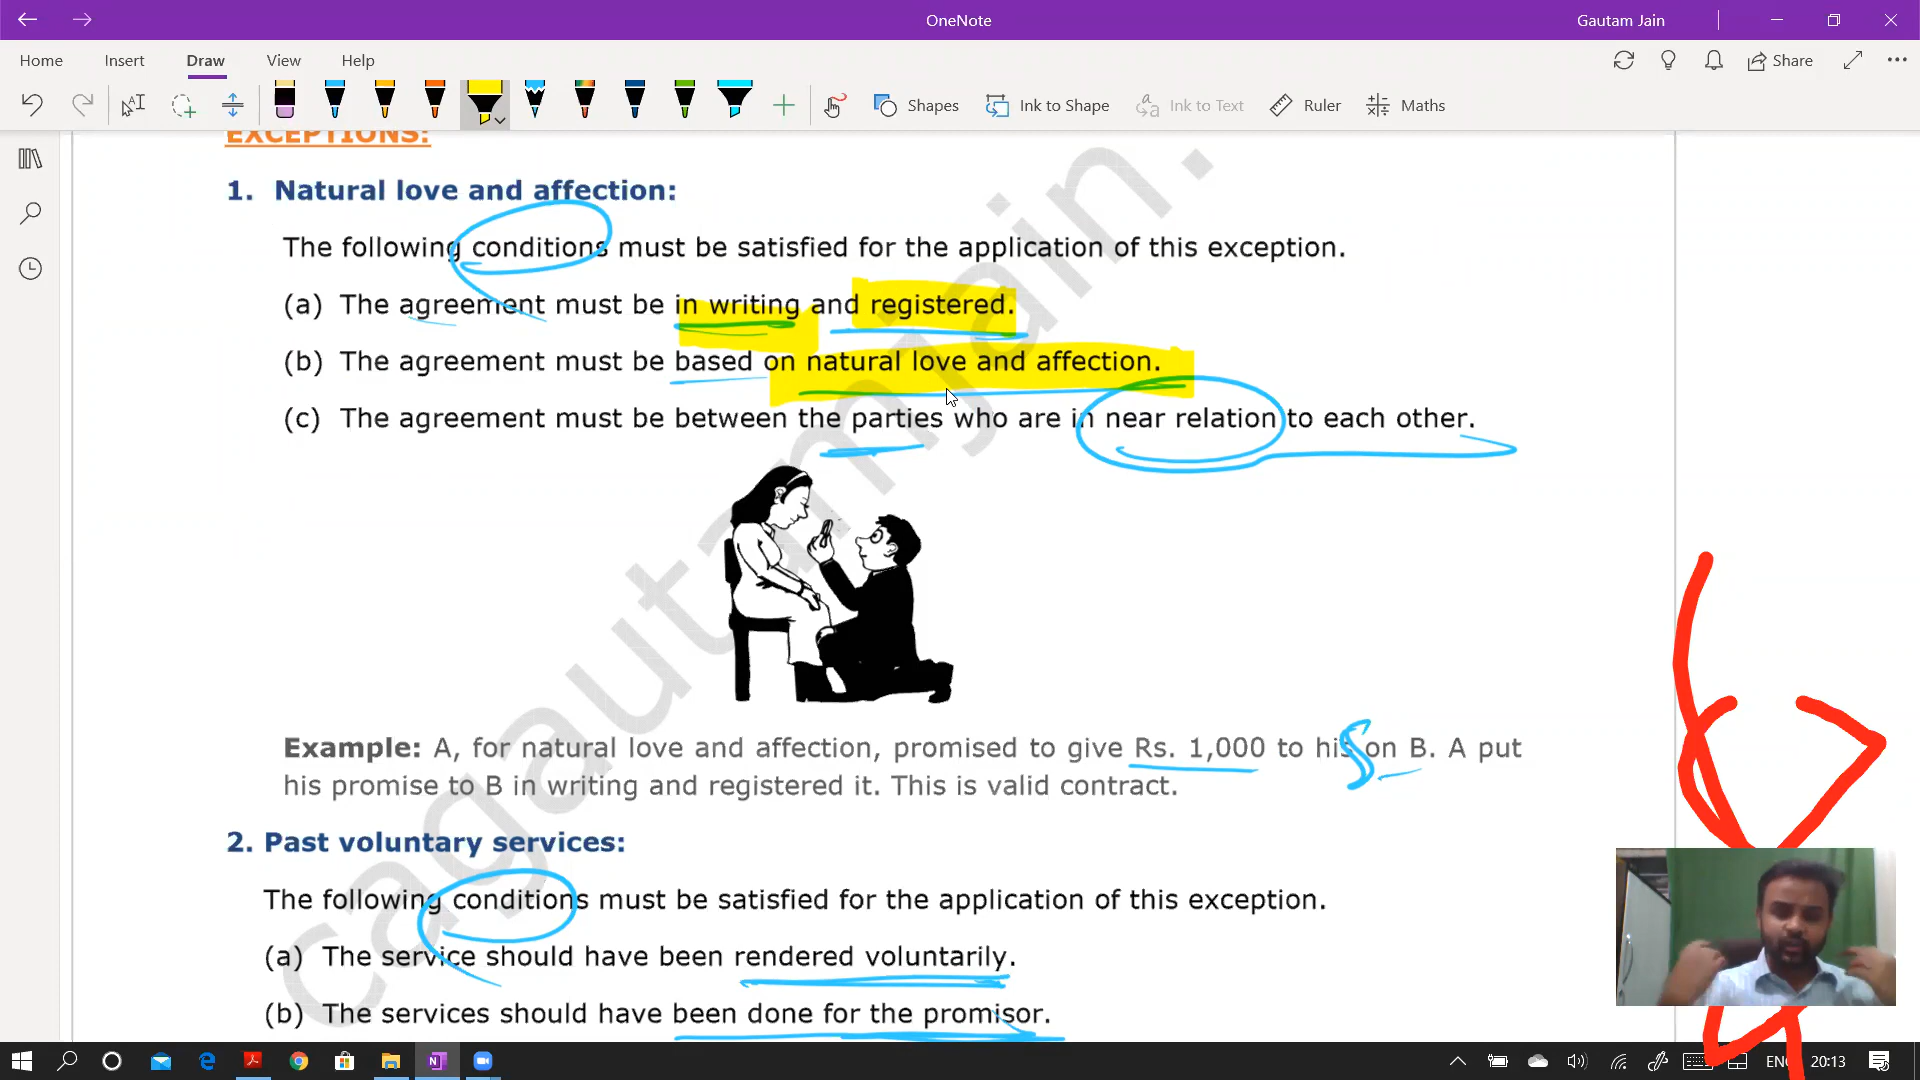 OneNote
Gautam Jain
Home Insert Draw View Help
Share
Shapes Ink to Shape Ink to Text Ruler Maths
EXCEPTIONS:
1. Natural love and affection:
The following conditions must be satisfied for the application of this exception.
(a) The agreement must be in writing and registered.
(b) The agreement must be based on natural love and affection.
(c) The agreement must be between the parties who are in near relation to each other.
Example: A, for natural love and affection, promised to give Rs. 1,000 to his on B. A put
his promise to B in writing and registered it. This is valid contract.
2. Past voluntary services:
The following conditions must be satisfied for the application of this exception.
(a) The service should have been rendered voluntarily.
(b) The services should have been done for the promisor.
cagautamjain.
20:13